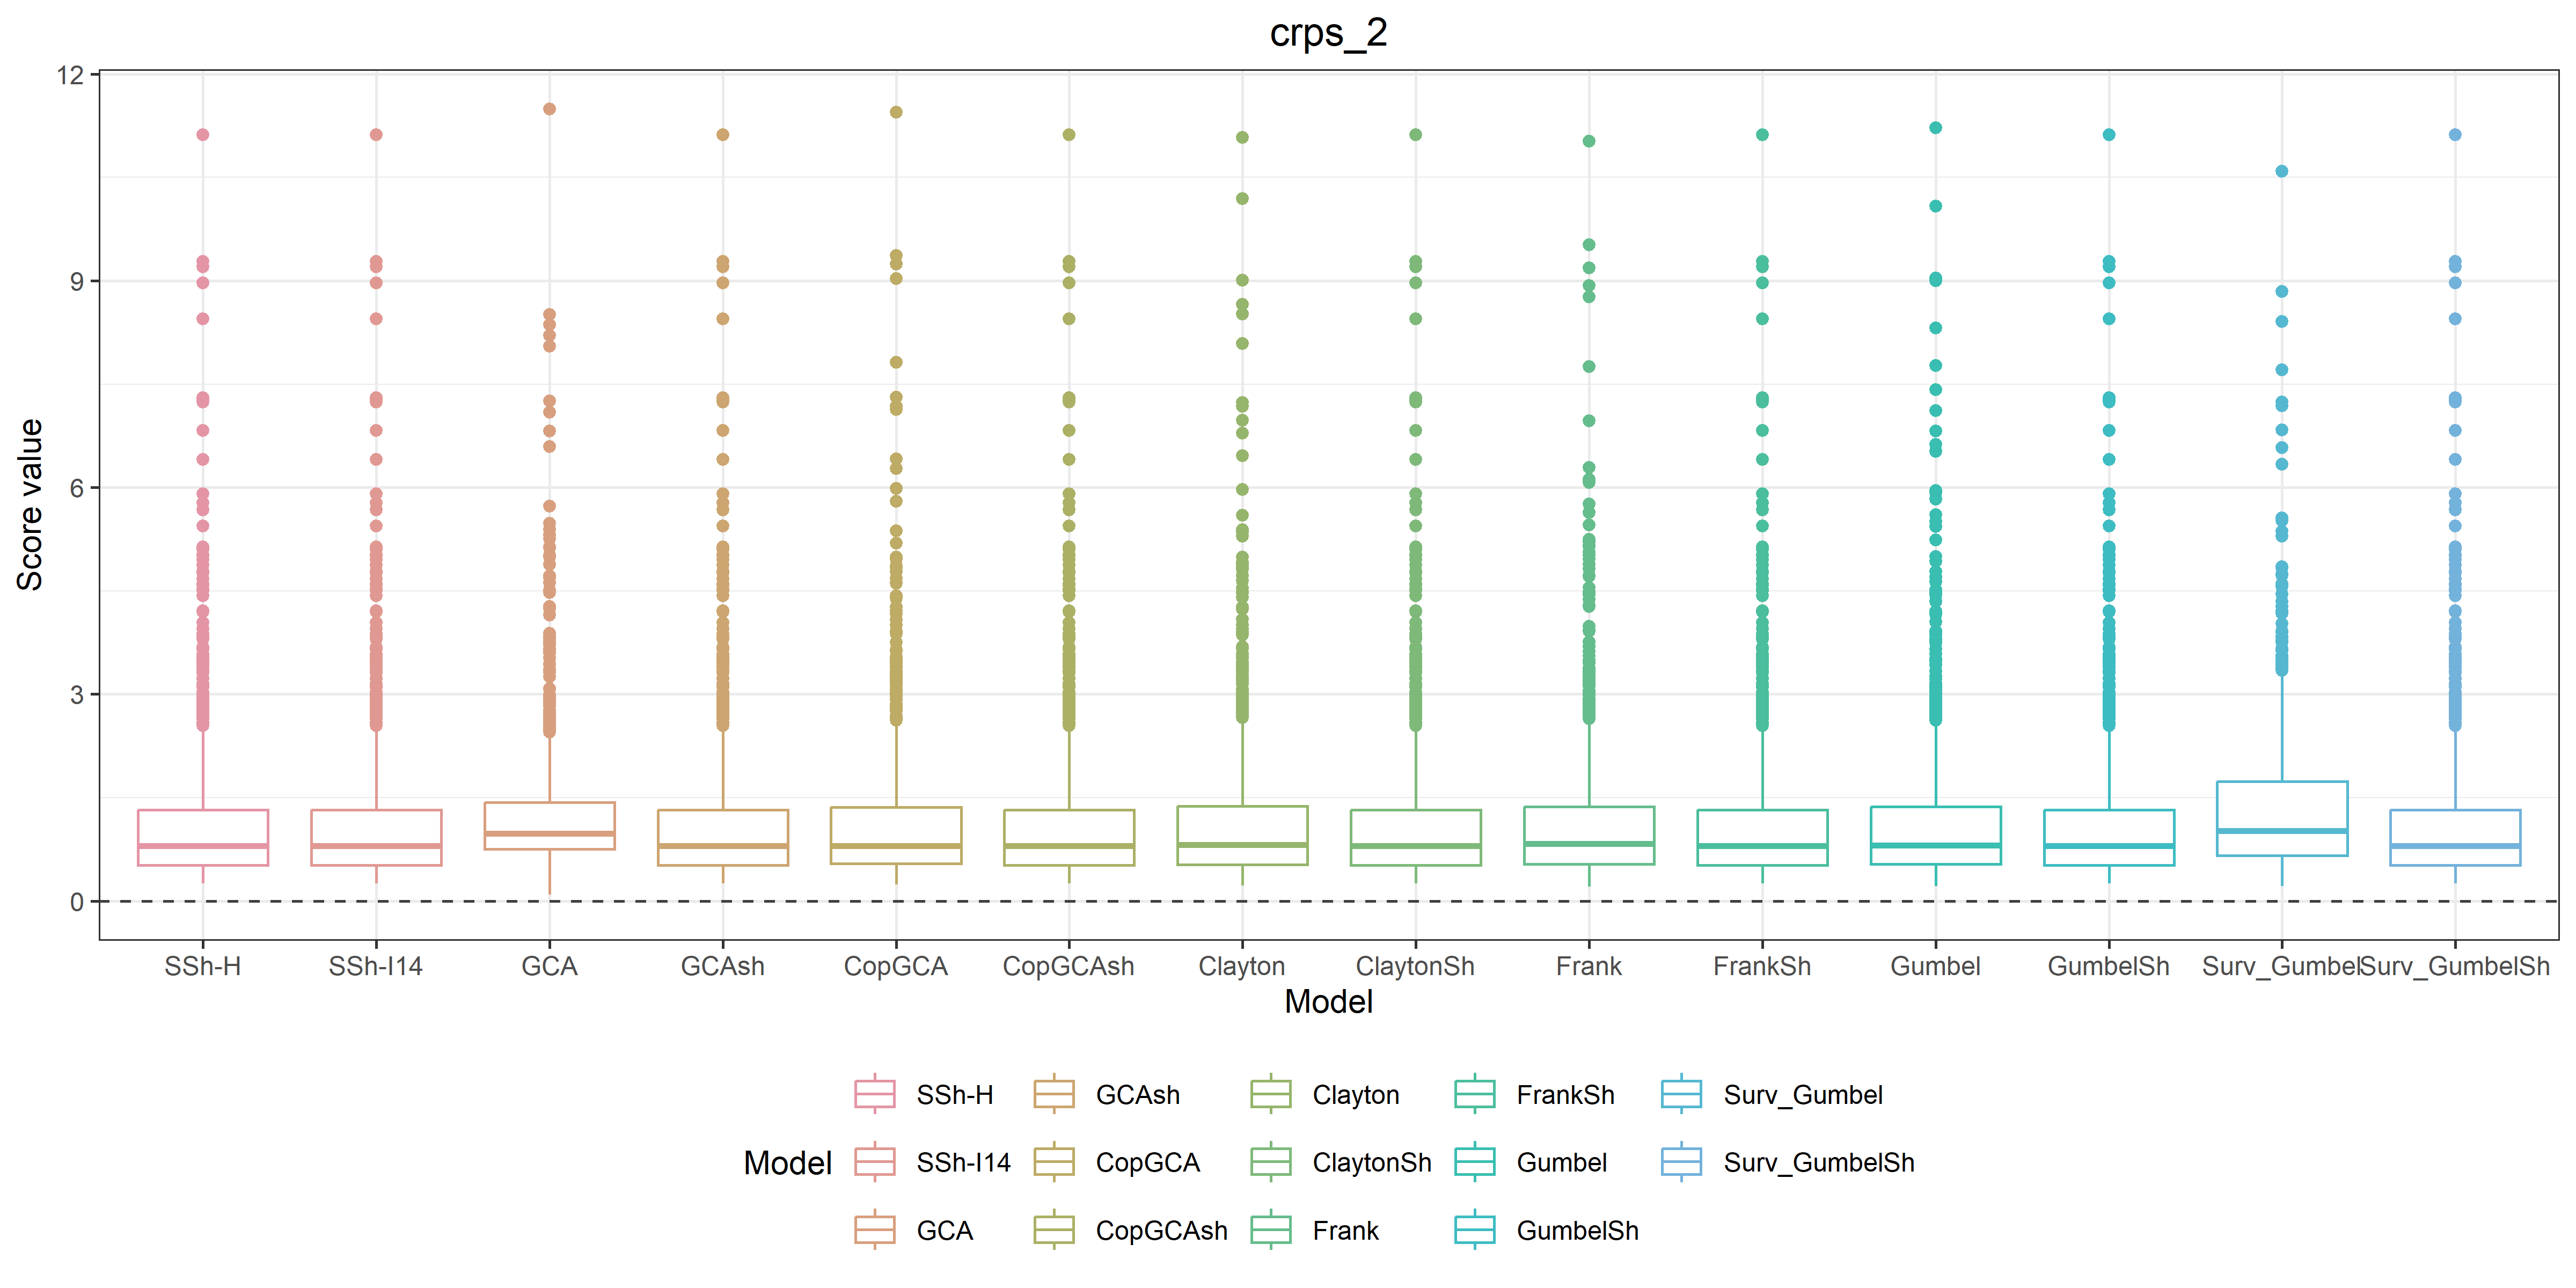 crps_2
12
9
6
3
0
Score value
SSh-H SSh-I14 GCA GCAsh CopGCA CopGCAsh Clayton ClaytonSh Frank FrankSh Gumbel GumbelSh Surv_Gumbel Surv_GumbelSh
Model
SSh-H GCAsh Clayton FrankSh Surv_Gumbel
Model SSh-I14 CopGCA ClaytonSh Gumbel Surv_GumbelSh
GCA CopGCAsh Frank GumbelSh